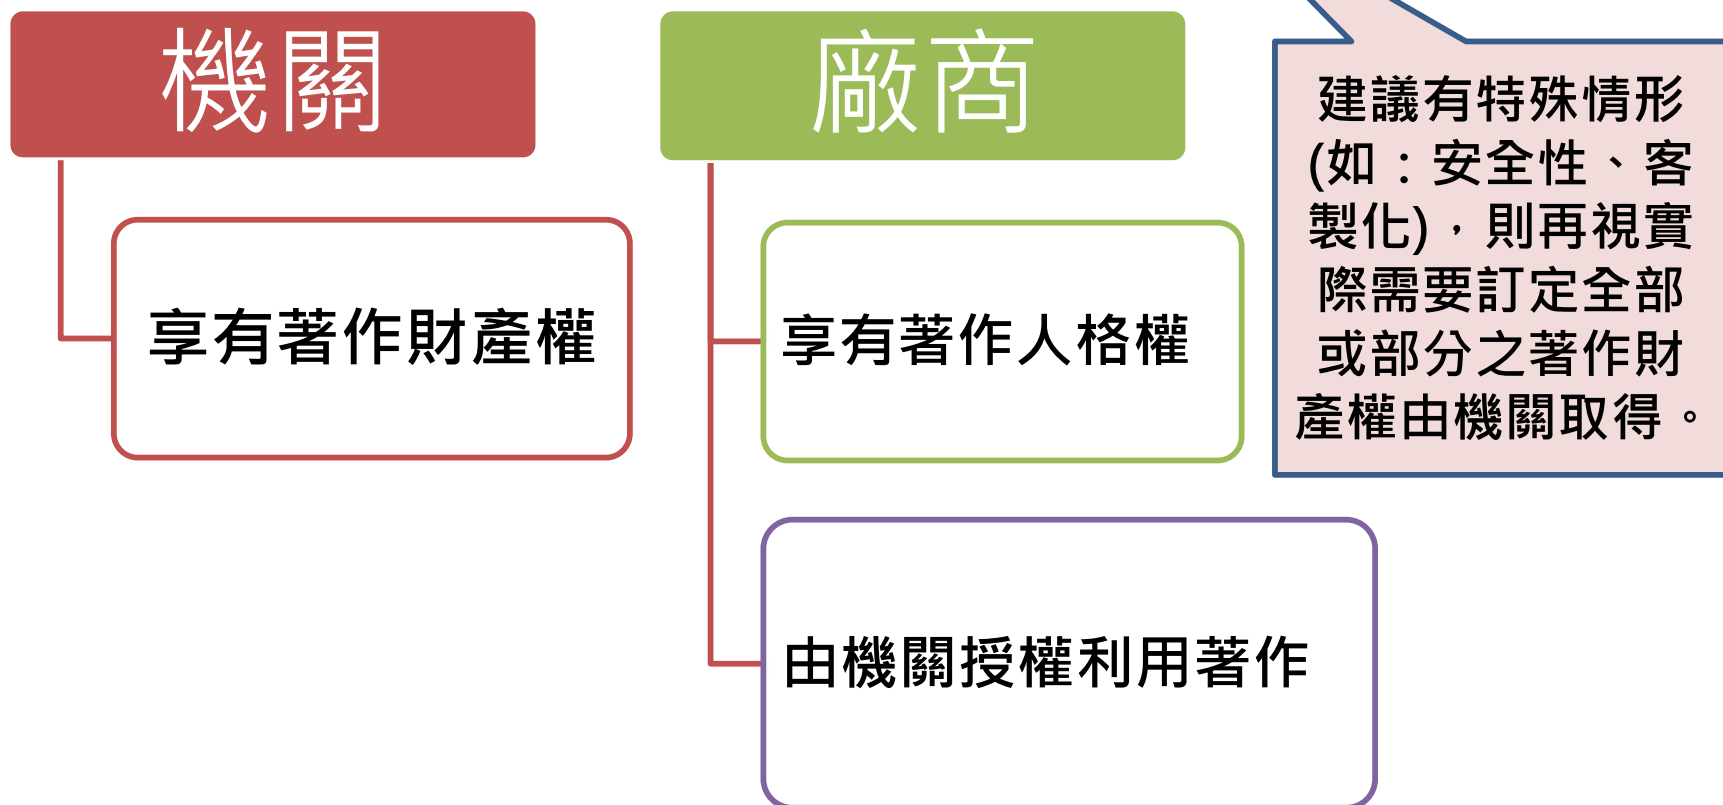 機關
享有著作財產權
廠商
享有著作人格權
由機關授權利用著作
建議有特殊情形
(如：安全性、客
製化)，則再視實
際需要訂定全部
或部分之著作財
產權由機關取得。